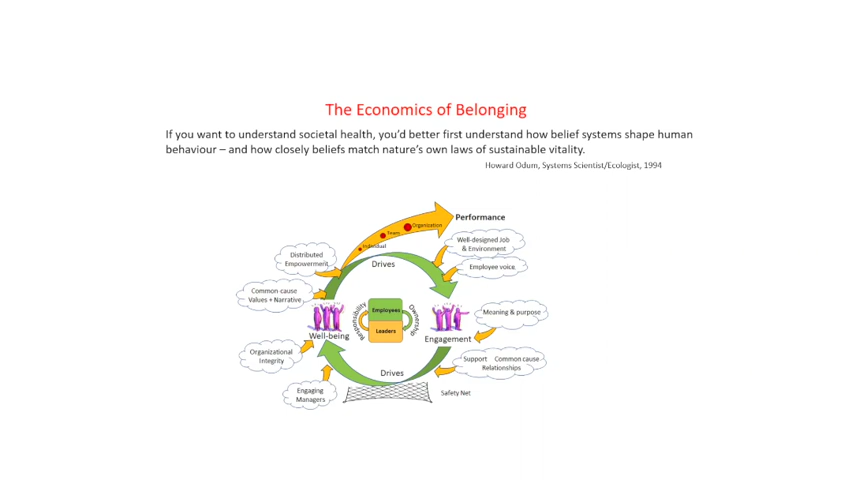 The Economics of Belonging
If you want to understand societal health, you'd better first understand how belief systems shape human
behaviour – and how closely beliefs match nature's own laws of sustainable vitality.
Howard Odum, Systems Scientist/Ecologist, 1994
Performance
Organization
Team
Individual
Well-designed Job
& Environment
Distributed
Empowerment
Drives
Employee voice
Common cause
Values + Narrative
Responsibility
Employees
Leaders
Ownership
Meaning & purpose
Well-being
Engagement
Organizational
Integrity
Support Common cause
Relationships
Drives
Engaging
Managers
Safety Net